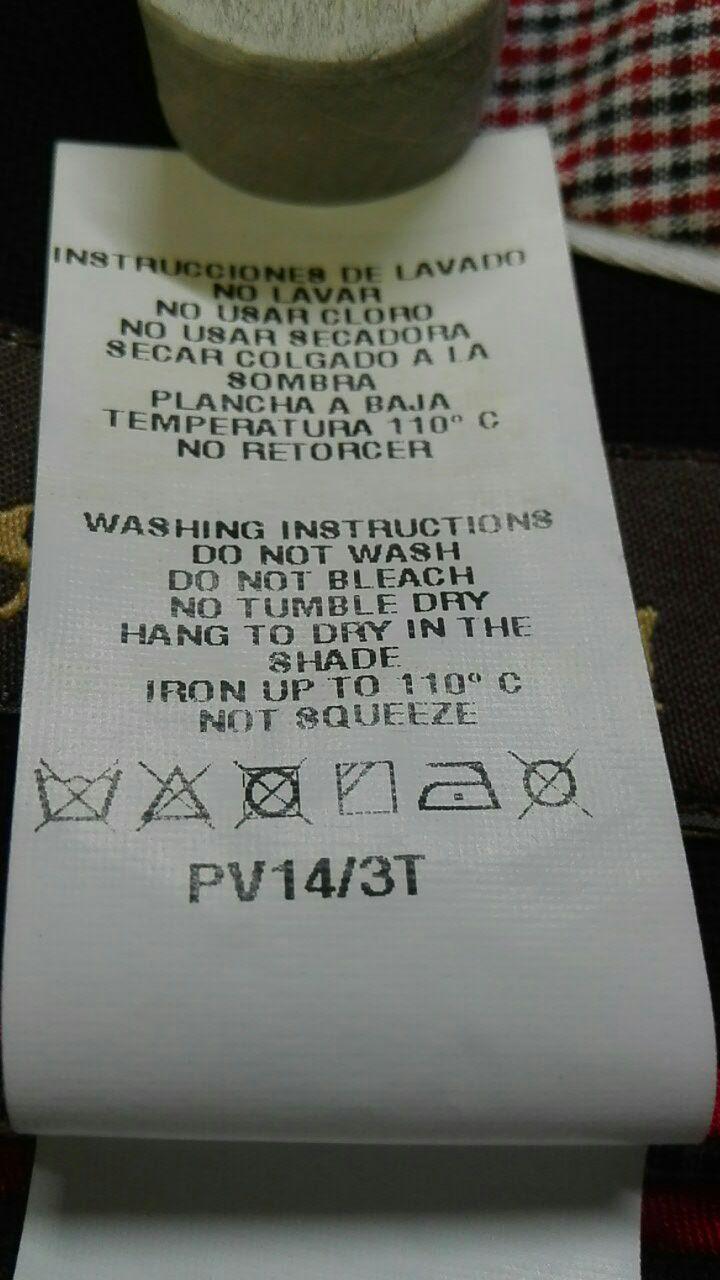 INSTRUCCIONES DE LAVADO
NO LAVAR
NO USAR CLORO
NO USAR SECADORA
SECAR COLGADO A LA
SOMBRA
PLANCHA A BAJA
TEMPERATURA 110º C
NO RETORCER
WASHING INSTRUCTIONS
DO NOT WASH
DO NOT BLEACH
NO TUMBLE DRY
HANG TO DRY IN THE
SHADE
IRON UP TO 110º C
NOT SQUEEZE
PV14/3T